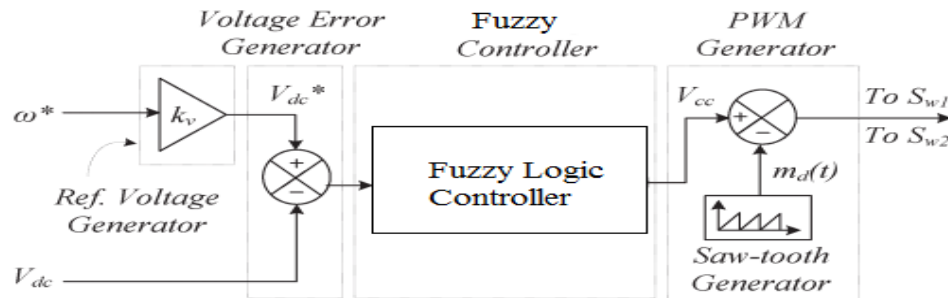 Voltage Error
Generator
Fuzzy
Controller
PWM
Generator
ω*
k_v
V_dc*
+
−
Ref. Voltage
Generator
V_dc
Fuzzy Logic
Controller
V_cc
+
−
To S_w1
To S_w2
m_d(t)
Saw-tooth
Generator